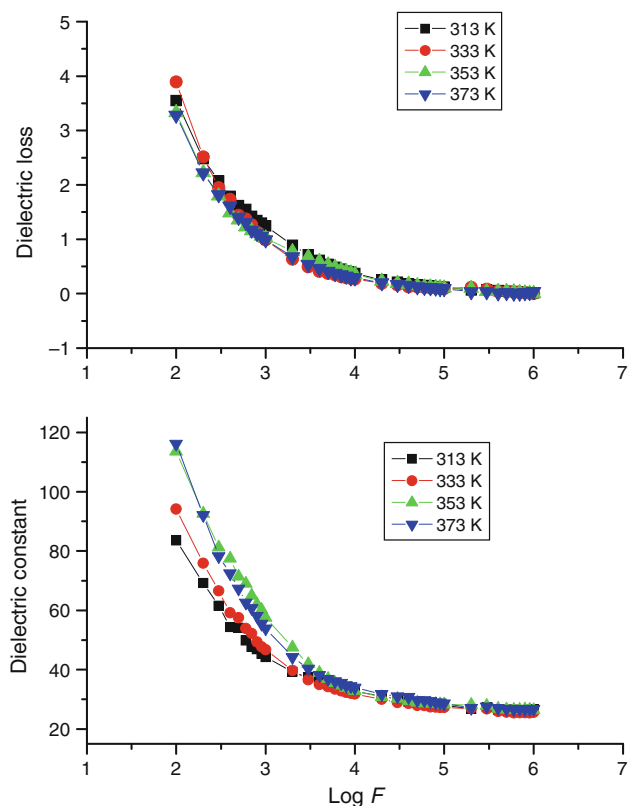 5
4
3
2
1
0
–1
Dielectric loss
313 K
333 K
353 K
373 K
1 2 3 4 5 6 7
120
100
80
60
40
20
Dielectric constant
313 K
333 K
353 K
373 K
1 2 3 4 5 6 7
Log F